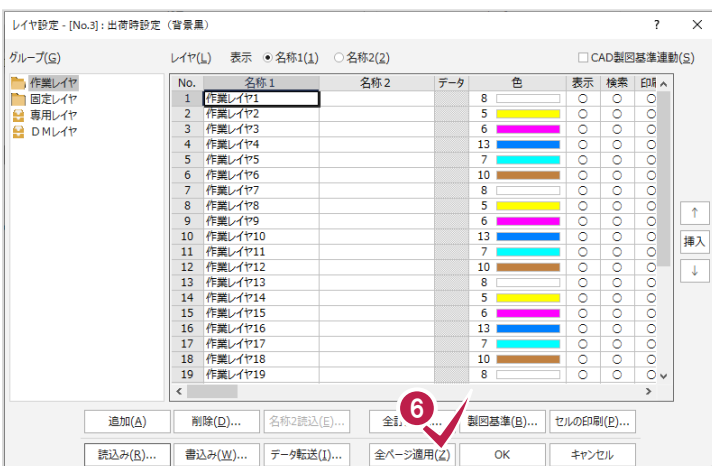 レイヤ設定 - [No.3] : 出荷時設定 （背景黒） ? ×
グループ(G) レイヤ(L) 表示 名称1(1) 名称2(2) CAD製図基準連動(S)
作業レイヤ
固定レイヤ
専用レイヤ
ＤＭレイヤ
No. 名称 1 名称 2 データ 色 表示 検索 印刷
1 作業レイヤ1 8 ○ ○ ○
2 作業レイヤ2 5 ○ ○ ○
3 作業レイヤ3 6 ○ ○ ○
4 作業レイヤ4 13 ○ ○ ○
5 作業レイヤ5 7 ○ ○ ○
6 作業レイヤ6 10 ○ ○ ○
7 作業レイヤ7 8 ○ ○ ○
8 作業レイヤ8 5 ○ ○ ○
9 作業レイヤ9 6 ○ ○ ○
10 作業レイヤ10 13 ○ ○ ○
11 作業レイヤ11 7 ○ ○ ○
12 作業レイヤ12 10 ○ ○ ○
13 作業レイヤ13 8 ○ ○ ○
14 作業レイヤ14 5 ○ ○ ○
15 作業レイヤ15 6 ○ ○ ○
16 作業レイヤ16 13 ○ ○ ○
17 作業レイヤ17 7 ○ ○ ○
18 作業レイヤ18 10 ○ ○ ○
19 作業レイヤ19 8 ○ ○ ○
↑
挿入
↓
6
追加(A) 削除(D)... 名称2読込(E)... 製図基準(B)... セルの印刷(P)...
読込み(R)... 書込み(W)... データ転送(I)... 全ページ適用(Z) OK キャンセル